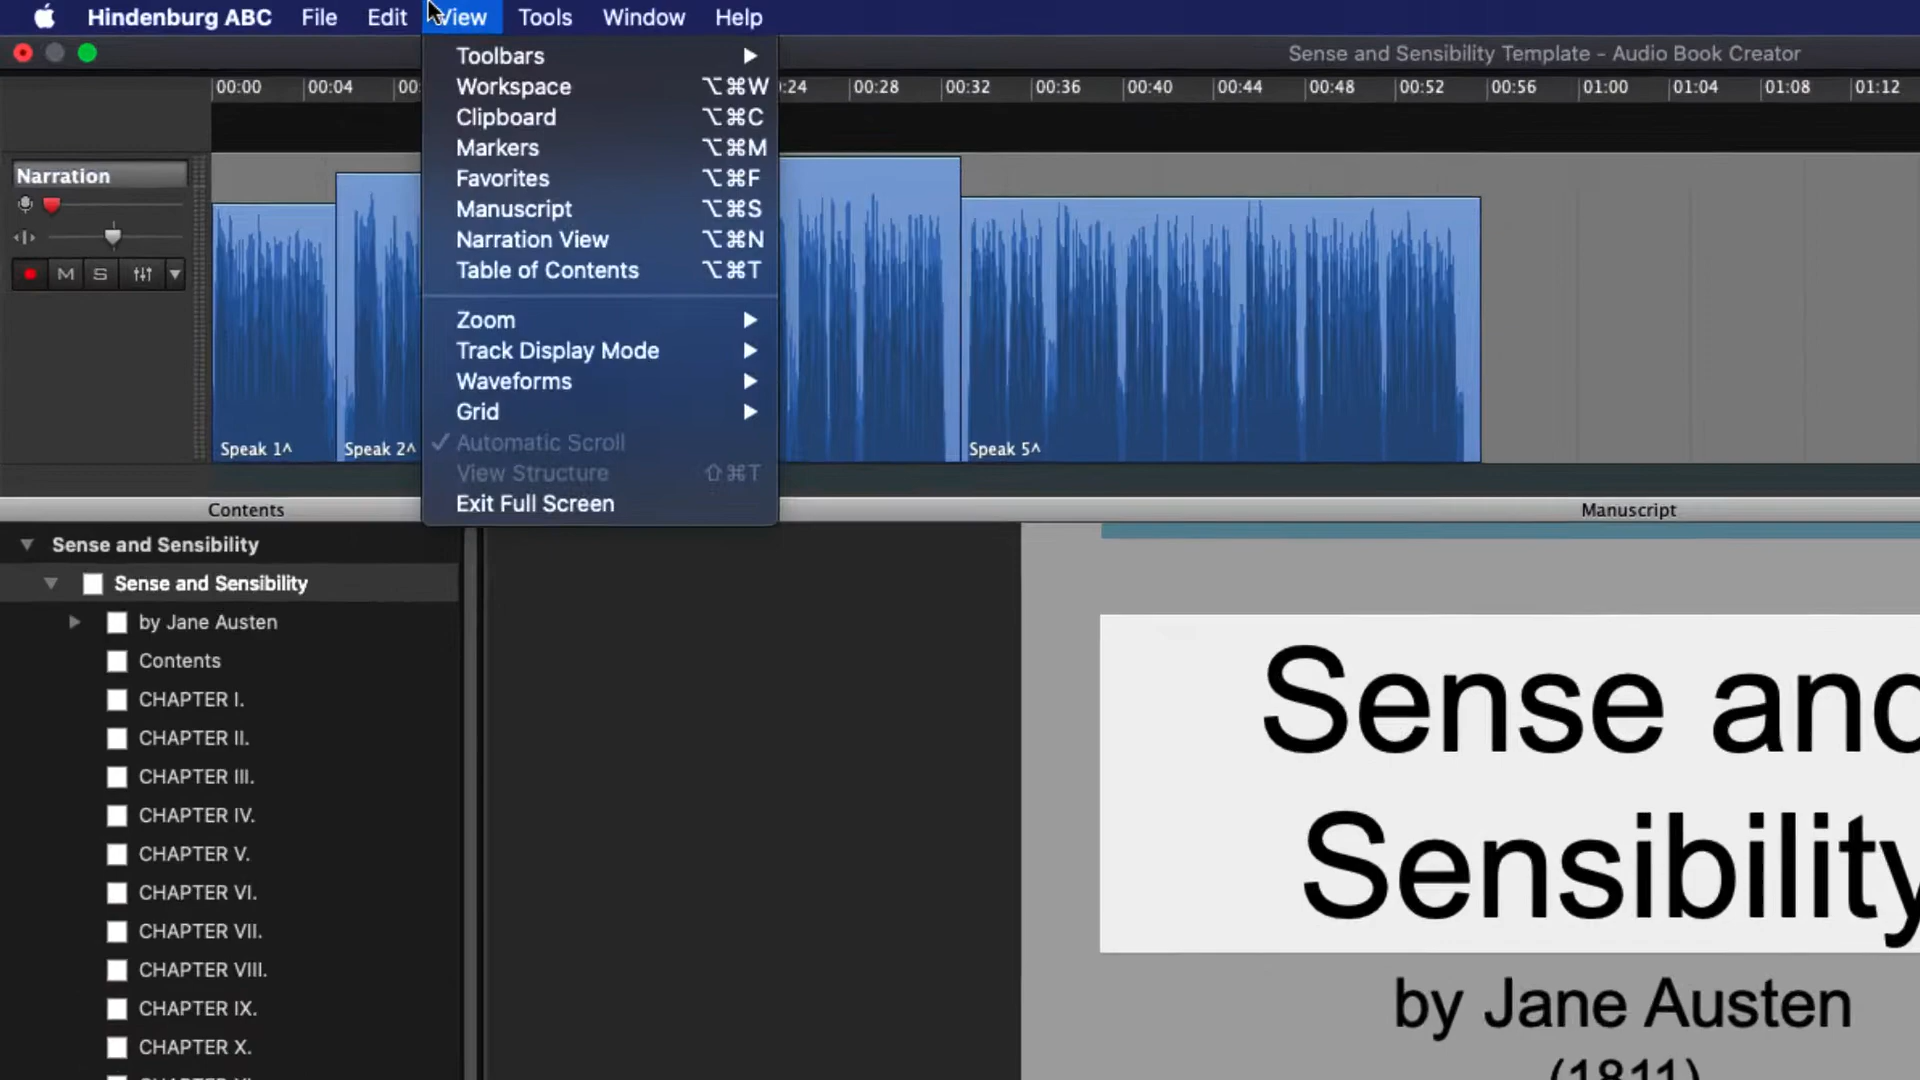 Hindenburg ABC File Edit View Tools Window Help
Sense and Sensibility Template - Audio Book Creator
Toolbars
Workspace ⌥⌘W
Clipboard ⌥⌘C
Markers ⌥⌘M
Favorites ⌥⌘F
Manuscript ⌥⌘S
Narration View ⌥⌘N
Table of Contents ⌥⌘T
Zoom
Track Display Mode
Waveforms
Grid
✓ Automatic Scroll
View Structure ⇧⌘T
Exit Full Screen
00:00 00:04 00: :24 00:28 00:32 00:36 00:40 00:44 00:48 00:52 00:56 01:00 01:04 01:08 01:12
Narration
M S
Speak 1^ Speak 2^ Speak 5^
Contents
Manuscript
Sense and Sensibility
Sense and Sensibility
by Jane Austen
Contents
CHAPTER I.
CHAPTER II.
CHAPTER III.
CHAPTER IV.
CHAPTER V.
CHAPTER VI.
CHAPTER VII.
CHAPTER VIII.
CHAPTER IX.
CHAPTER X.
Sense and
Sensibility
by Jane Austen
(1811)